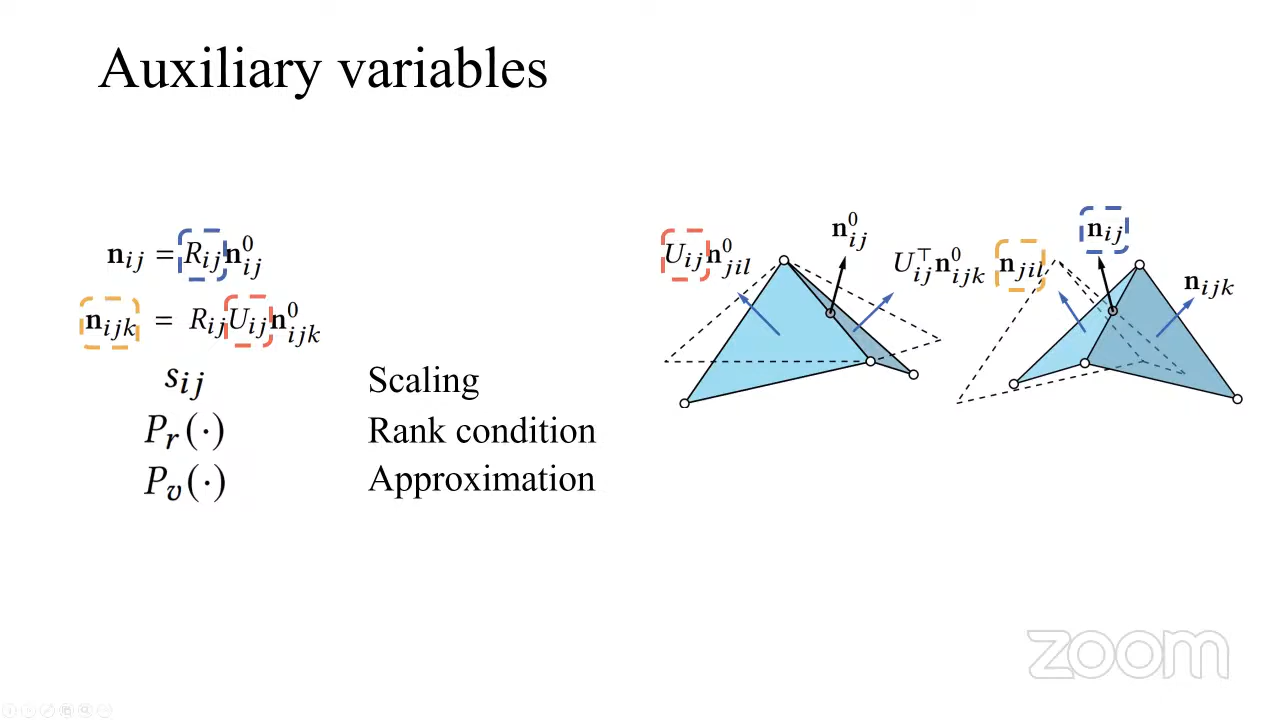 Auxiliary variables
n_{ij} = R_{ij} n^0_{ij}
n_{ijk} = R_{ij} U_{ij} n^0_{ijk}
s_{ij} Scaling
P_r(·) Rank condition
P_v(·) Approximation
U_{ij} n^0_{jil}
n^0_{ij}
U^⊤_{ij} n^0_{ijk}
n_{jil}
n_{ij}
n_{ijk}
zoom